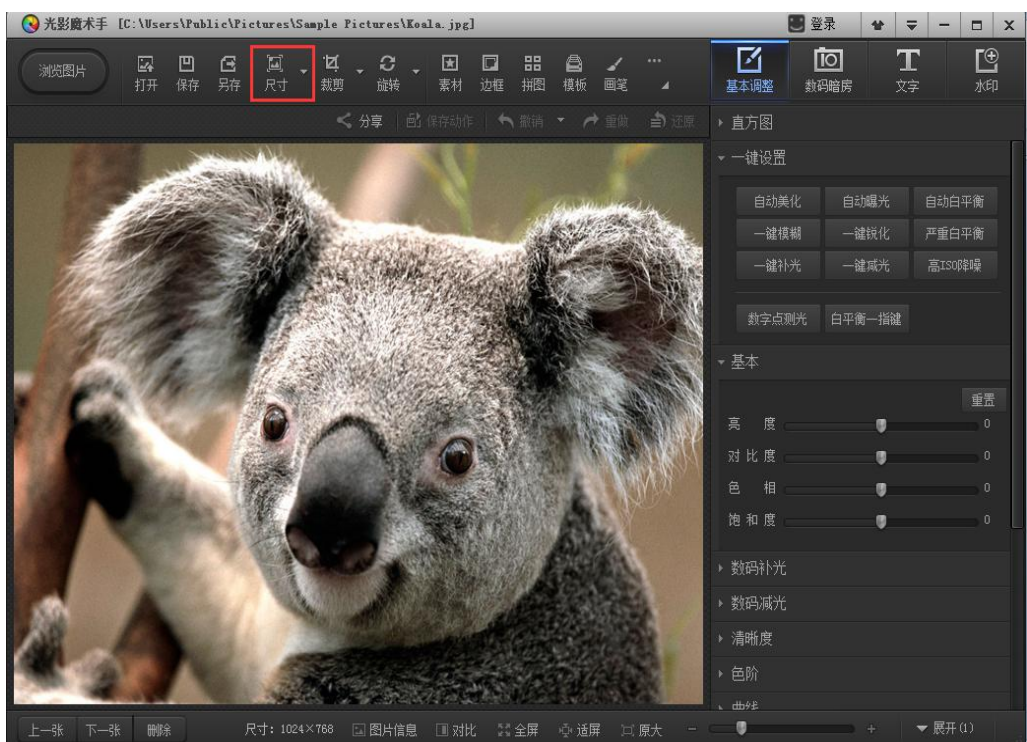 光影魔术手 [C:\Users\Public\Pictures\Sample Pictures\Koala.jpg]
登录
浏览图片
打开 保存 另存 尺寸 裁剪 旋转 素材 边框 拼图 模板 画笔
基本调整 数码暗房 文字 水印
分享 保存动作 撤销 重做 还原
直方图
一键设置
自动美化 自动曝光 自动白平衡
一键模糊 一键锐化 严重白平衡
一键补光 一键减光 高ISO降噪
数字点测光 白平衡一指键
基本
重置
亮度 0
对比度 0
色相 0
饱和度 0
数码补光
数码减光
清晰度
色阶
曲线
上一张 下一张 删除 尺寸: 1024×768 图片信息 对比 全屏 适屏 原大 - + 展开(1)